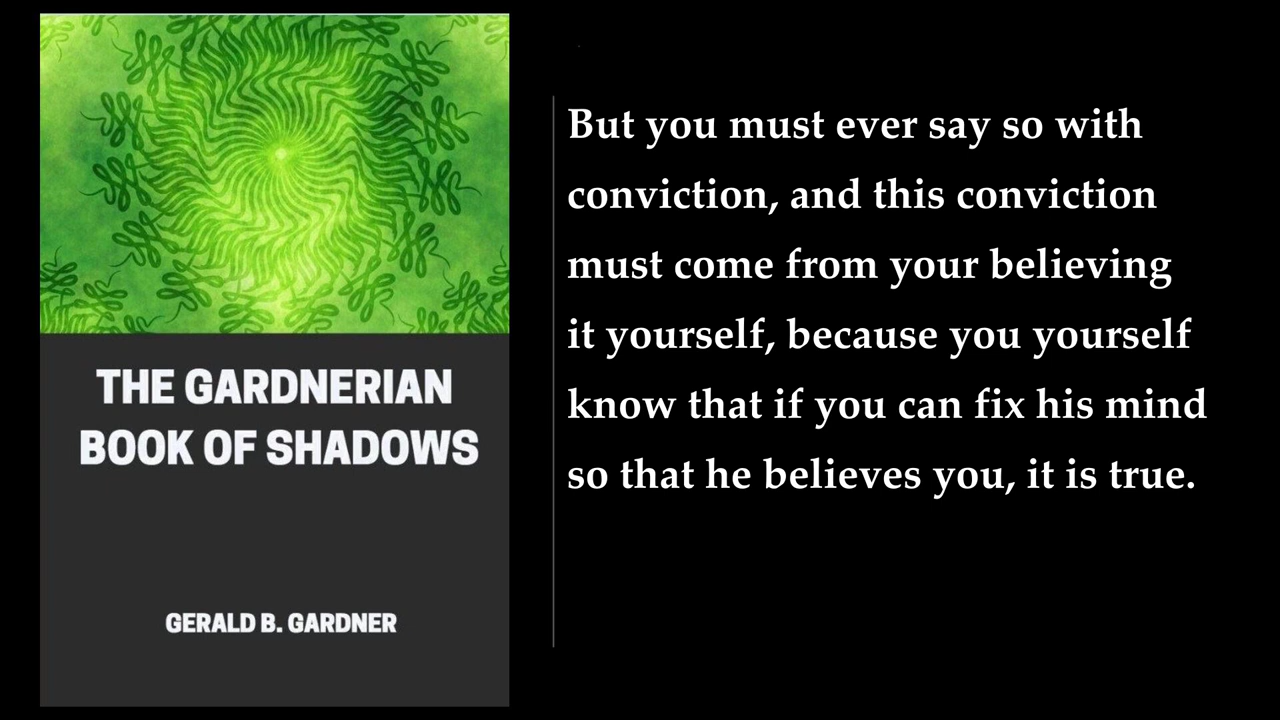 THE GARDNERIAN
BOOK OF SHADOWS
GERALD B. GARDNER
But you must ever say so with
conviction, and this conviction
must come from your believing
it yourself, because you yourself
know that if you can fix his mind
so that he believes you, it is true.